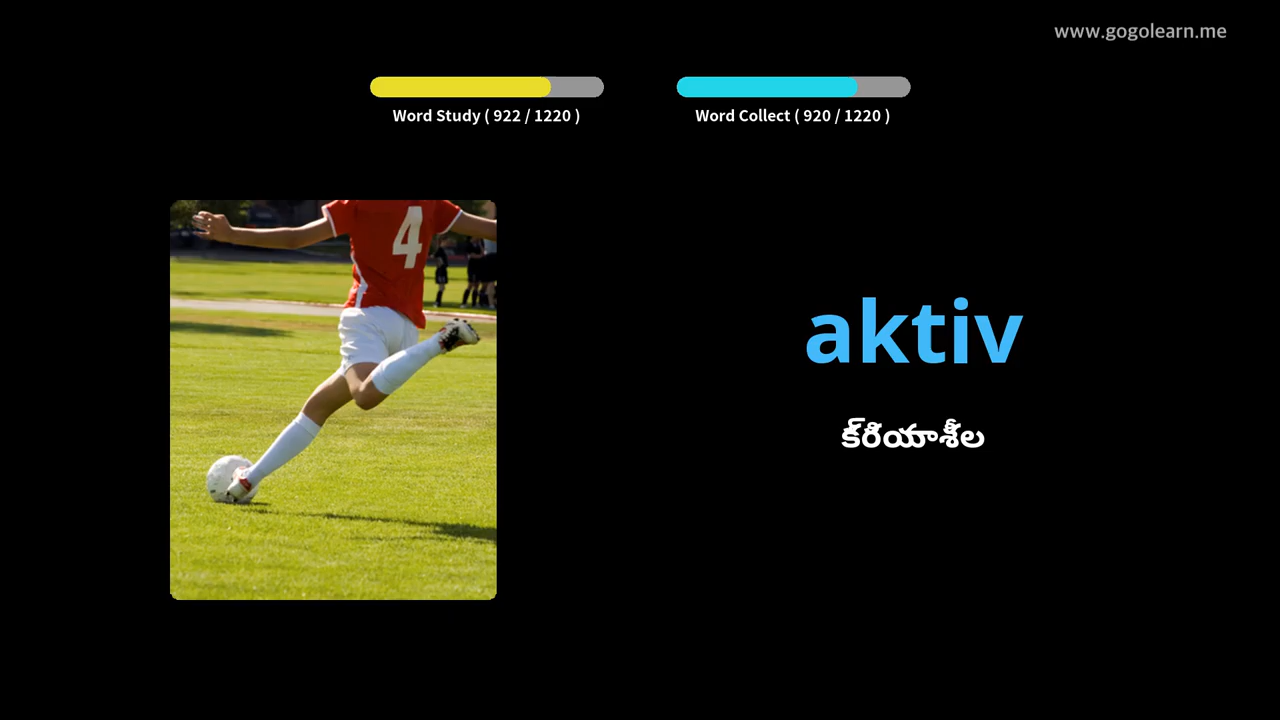 www.gogolearn.me
Word Study ( 922 / 1220 )
Word Collect ( 920 / 1220 )
4
aktiv
క్రియాశీల